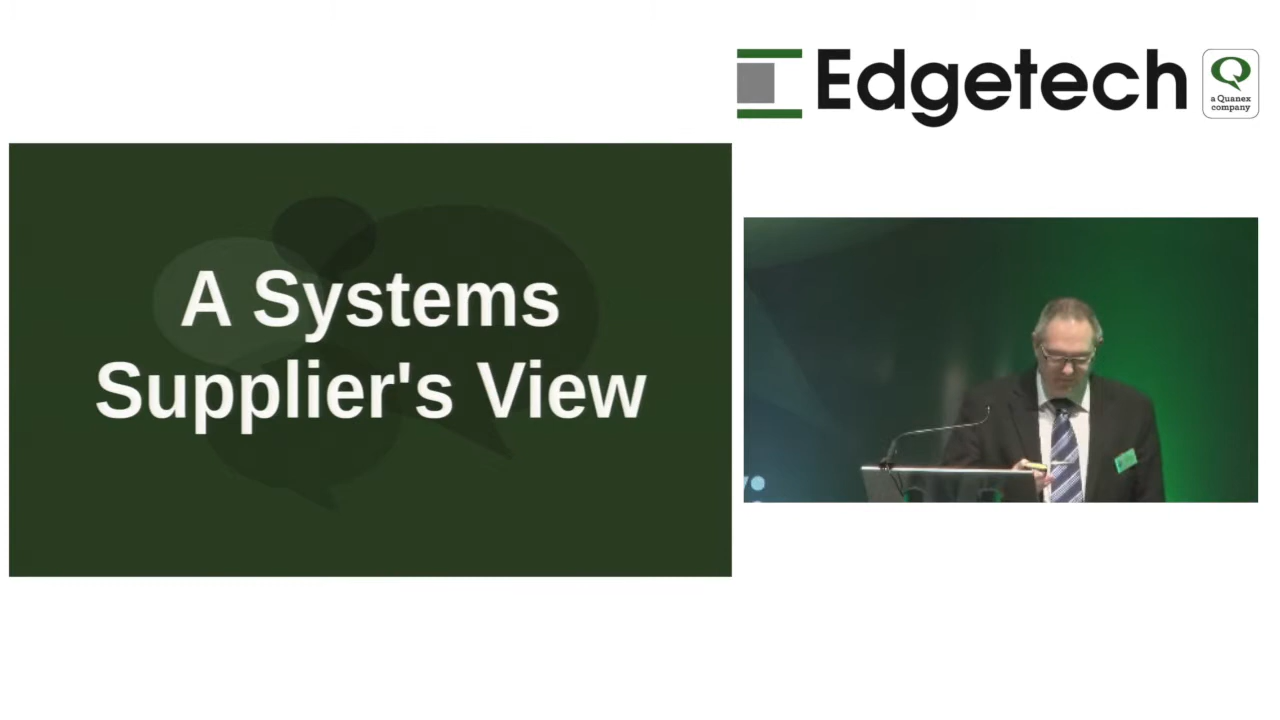 Edgetech
a Quanex
company
A Systems
Supplier's View